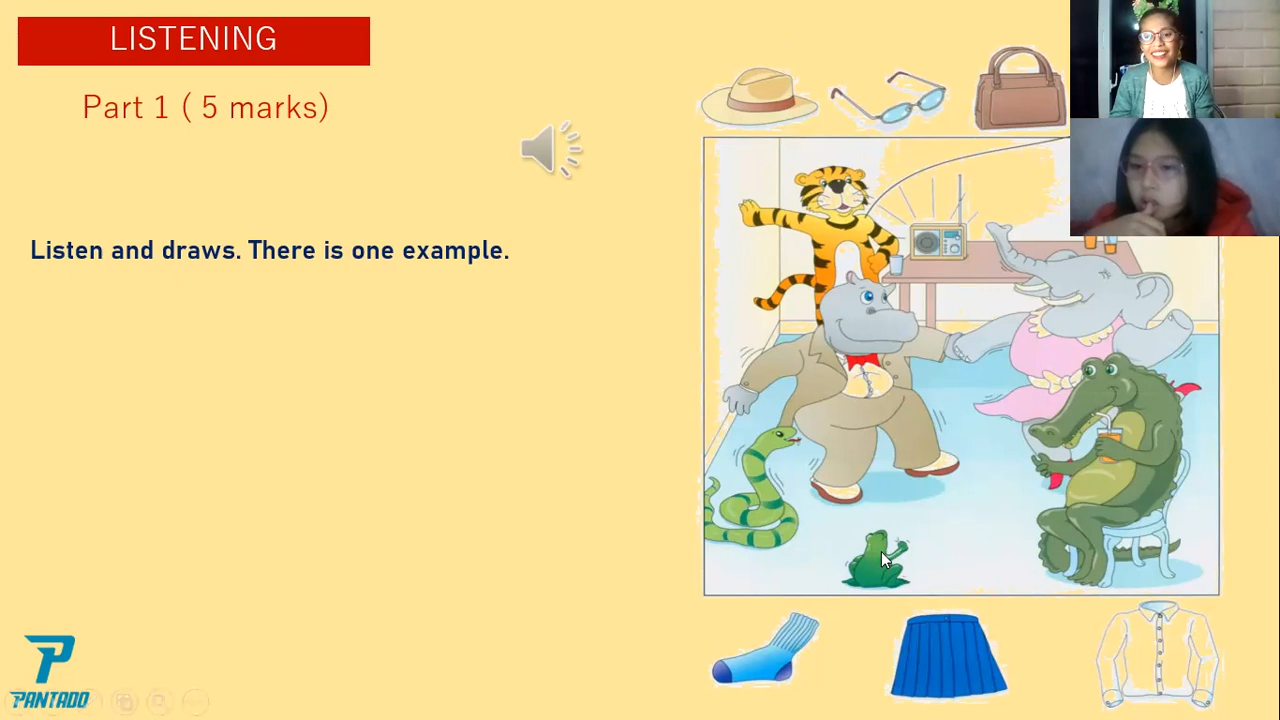 LISTENING
Part 1 ( 5 marks)
Listen and draws. There is one example.
PANTADO